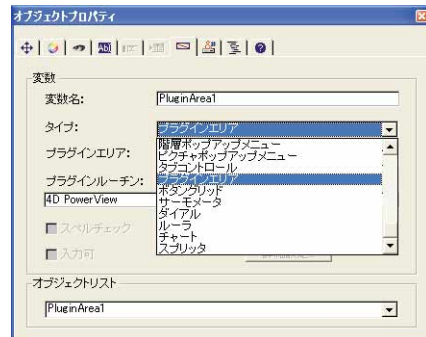 オブジェクトプロパティ
変数
変数名: PluginArea1
タイプ: プラグインエリア
階層ポップアップメニュー
ピクチャポップアップメニュー
プラグインエリア: タブコントロール
プラグインエリア
プラグインルーチン: ボタングリッド
4D PowerView サーモメータ
ダイアル
スペルチェック ルーラ
チャート
入力可 スプリッタ
オブジェクトリスト
PluginArea1